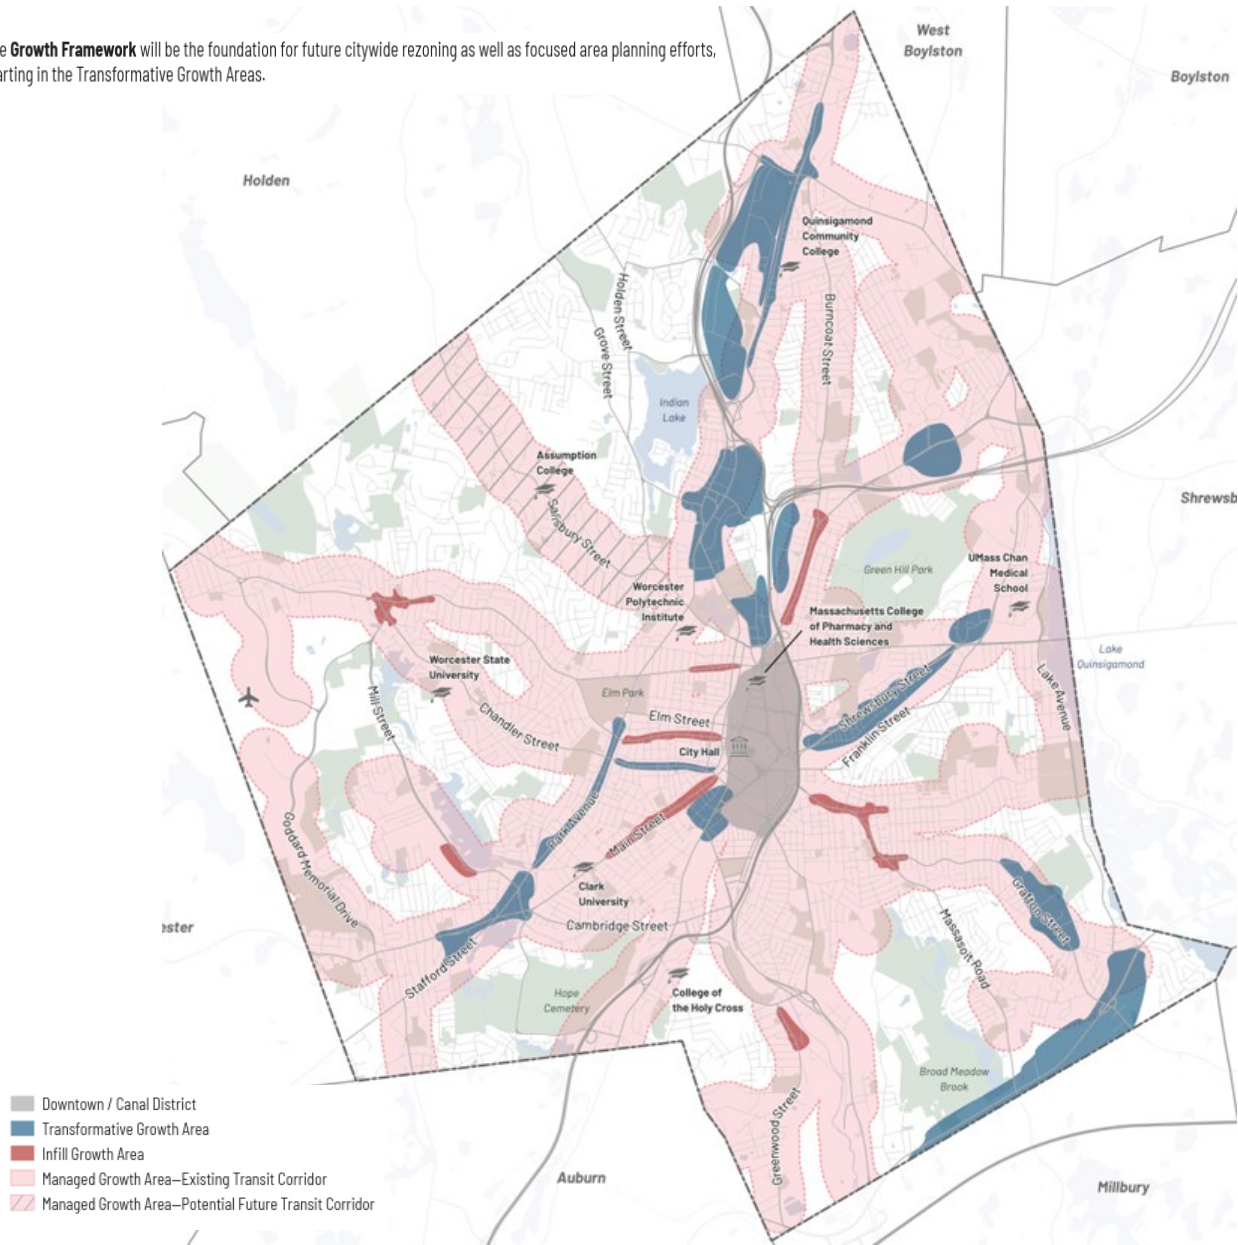 e Growth Framework will be the foundation for future citywide rezoning as well as focused area planning efforts,
arting in the Transformative Growth Areas.
West
Boylston
Boylston
Holden
Quinsigamond
Community
College
Holden Street
Grove Street
Burncoat Street
Indian
Lake
Assumption
College
Salisbury Street
Shrewsb
Green Hill Park
UMass Chan
Medical
School
Worcester
Polytechnic
Institute
Massachusetts College
of Pharmacy and
Health Sciences
Lake
Quinsigamond
Worcester State
University
Elm Park
Mill Street
Chandler Street
Elm Street
City Hall
Shrewsbury Street
Franklin Street
Lake Avenue
Park Avenue
Main Street
Goddard Memorial Drive
Clark
University
Cambridge Street
Grafton Street
Massasoit Road
ester
Stafford Street
Hope
Cemetery
College of
the Holy Cross
Broad Meadow
Brook
Greenwood Street
Auburn
Millbury
Downtown / Canal District
Transformative Growth Area
Infill Growth Area
Managed Growth Area—Existing Transit Corridor
Managed Growth Area—Potential Future Transit Corridor